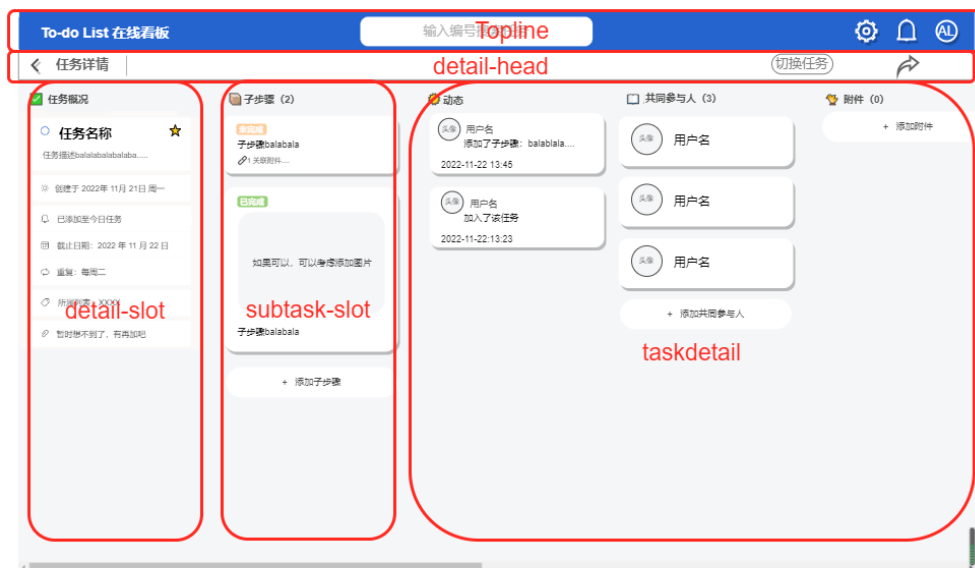 To-do List 在线看板
输入编号搜
Topline
AL
任务详情
detail-head
切换任务
任务概况
任务名称
任务描述balalabalabalaba.....
创建于 2022年 11月 21日 周一
已添加至今日任务
截止日期：2022 年 11 月 22 日
重复：每周二
所属列表：XXXX
detail-slot
暂时想不到了，有再加吧
子步骤（2）
未完成
子步骤balabala
1 关联附件....
已完成
如果可以，可以考虑添加图片
subtask-slot
子步骤balabala
+ 添加子步骤
动态
头像
用户名
添加了子步骤：balablala....
2022-11-22 13:45
头像
用户名
加入了该任务
2022-11-22:13:23
共同参与人（3）
头像
用户名
头像
用户名
头像
用户名
+ 添加共同参与人
taskdetail
附件（0）
+ 添加附件